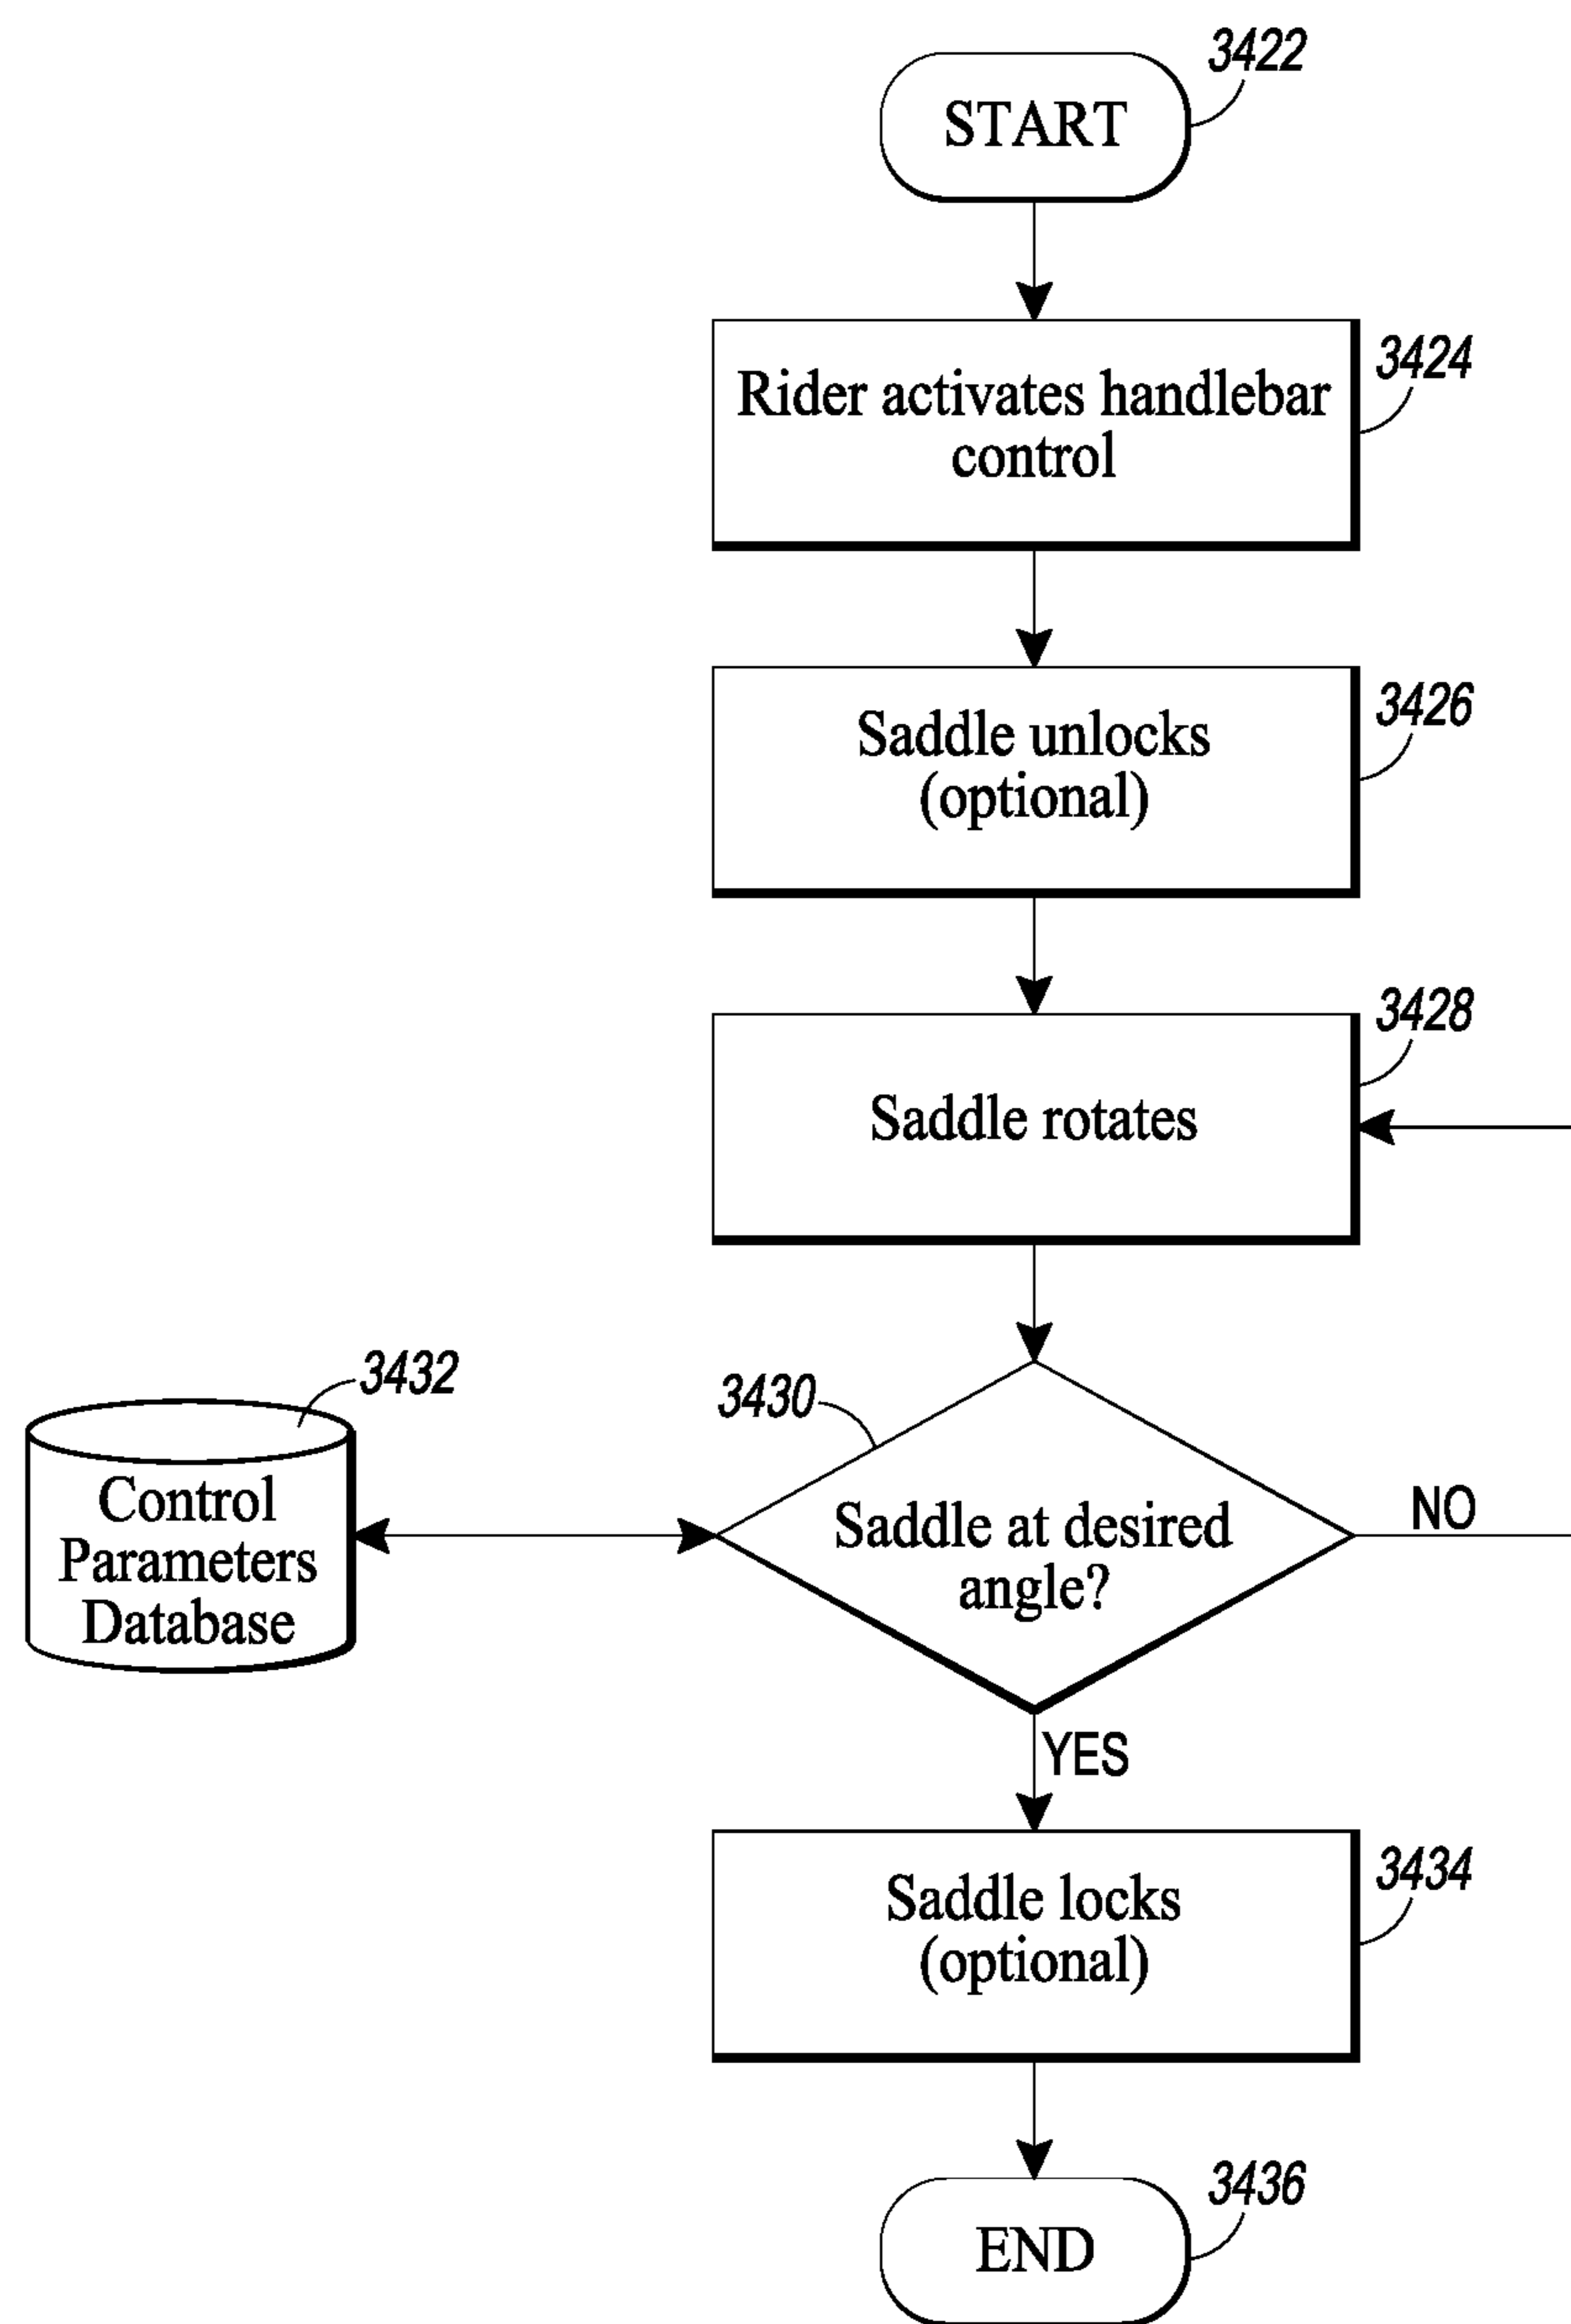 3422
START
3424
Rider activates handlebar
control
3426
Saddle unlocks
(optional)
3428
Saddle rotates
3432
Control
Parameters
Database
3430
Saddle at desired
angle?
NO
YES
3434
Saddle locks
(optional)
3436
END